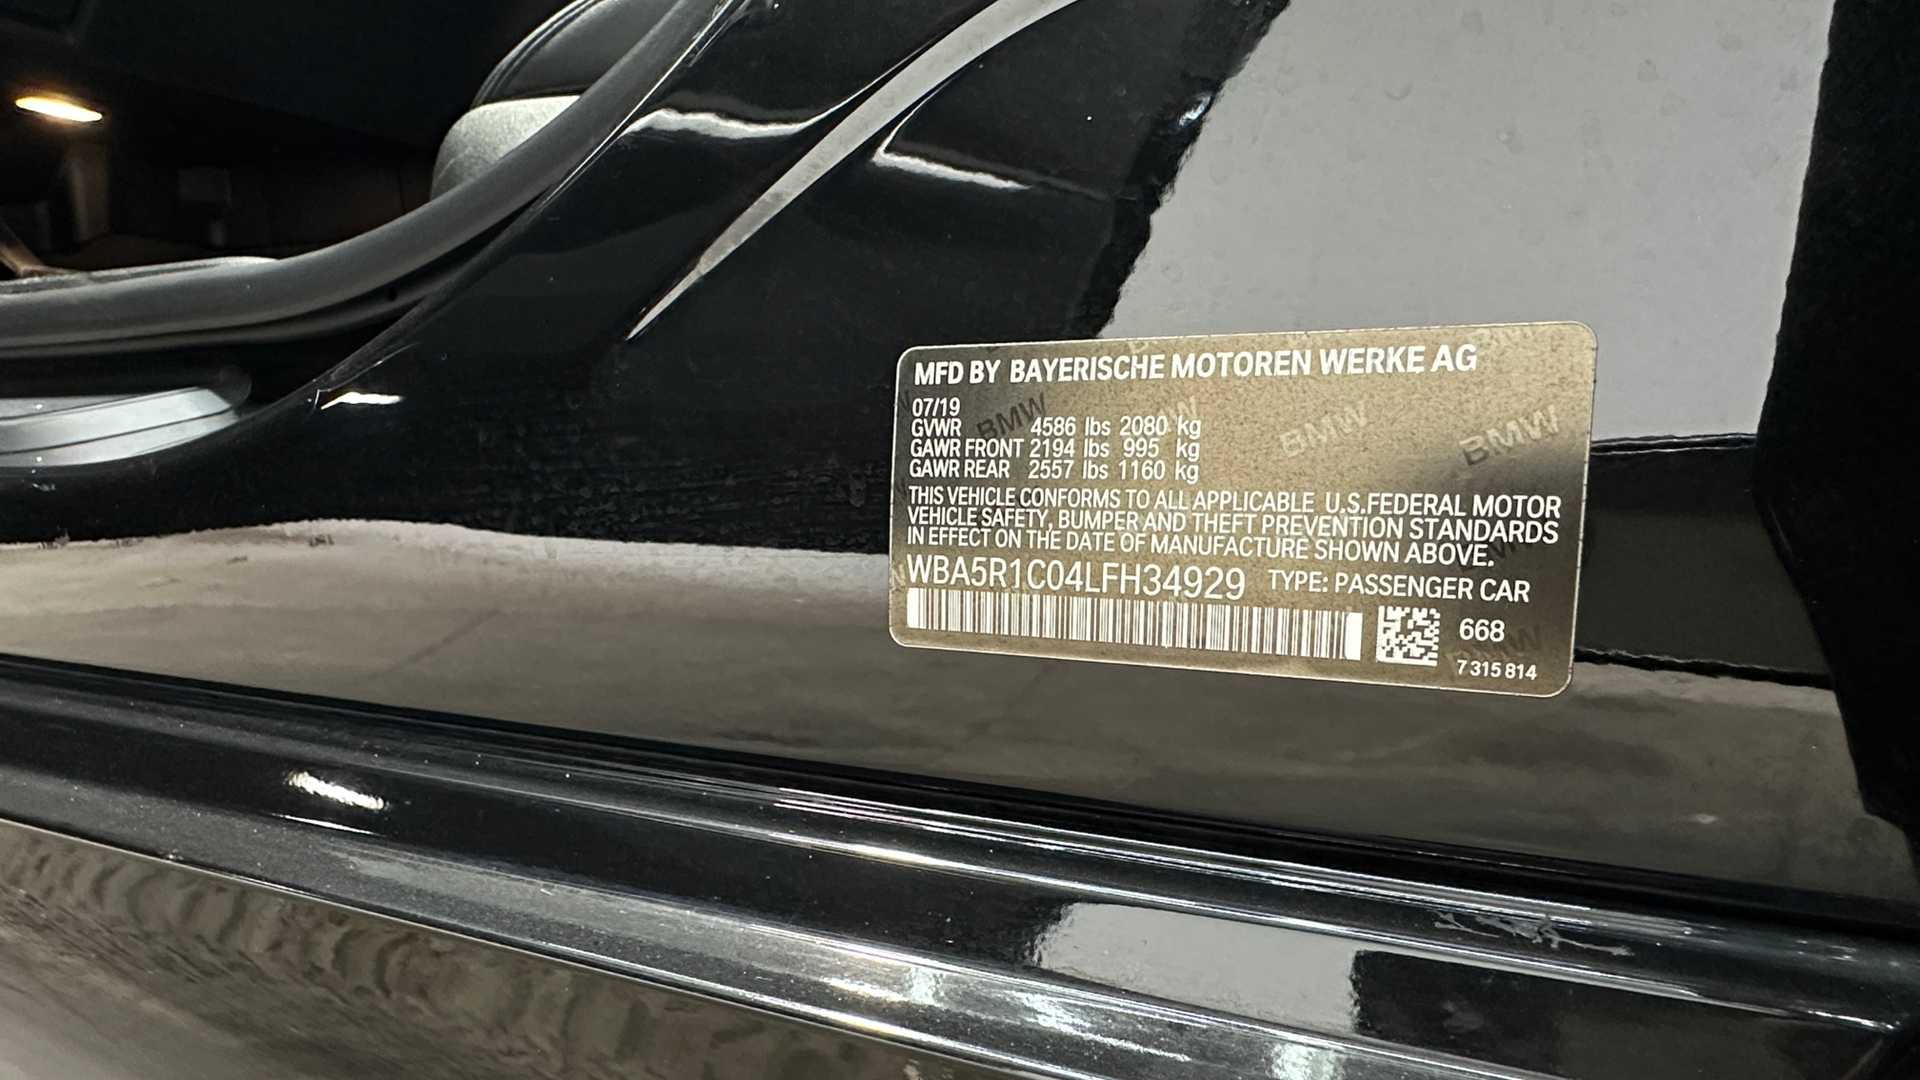 MFD BY BAYERISCHE MOTOREN WERKE AG
07/19
GVWR 4586 lbs 2080 kg
GAWR FRONT 2194 lbs 995 kg
GAWR REAR 2557 lbs 1160 kg
THIS VEHICLE CONFORMS TO ALL APPLICABLE U.S.FEDERAL MOTOR
VEHICLE SAFETY, BUMPER AND THEFT PREVENTION STANDARDS
IN EFFECT ON THE DATE OF MANUFACTURE SHOWN ABOVE.
WBA5R1C04LFH34929 TYPE: PASSENGER CAR
668
7315814
BMW BMW BMW BMW